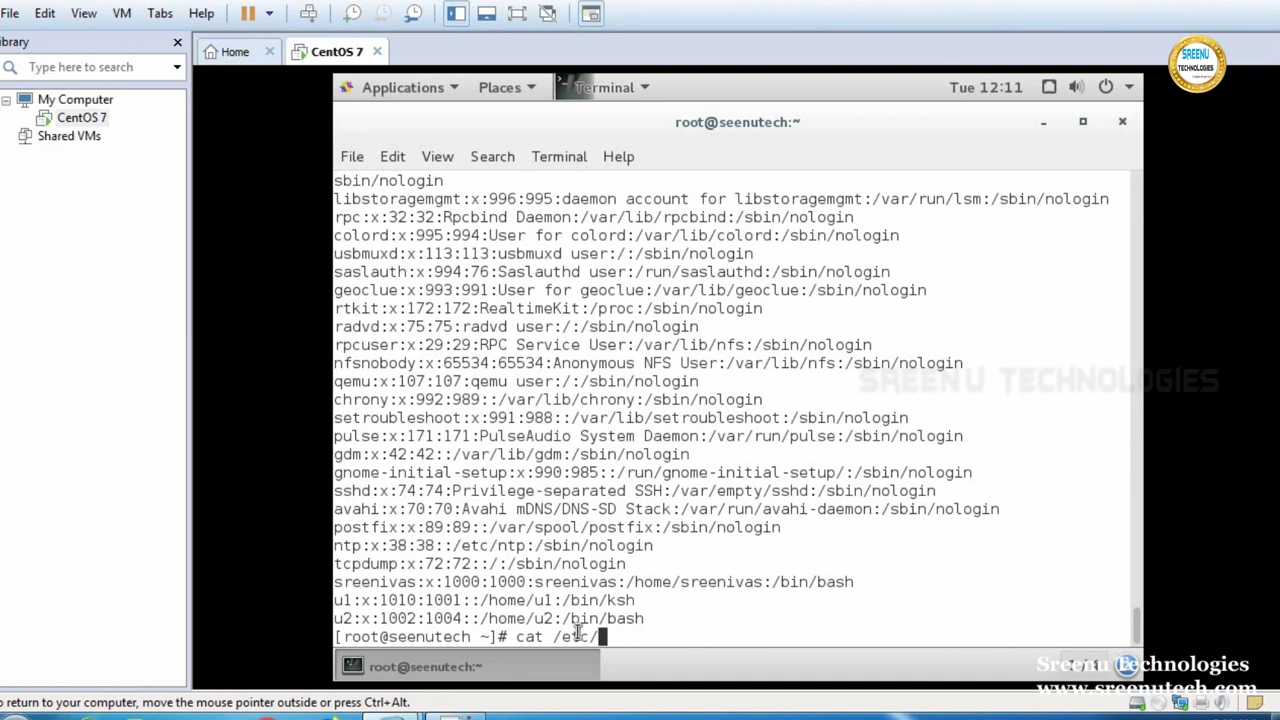 File Edit View VM Tabs Help
Library
Home
CentOS 7
Type here to search
My Computer
CentOS 7
Shared VMs
SREENU
TECHNOLOGIES
Applications Places Terminal Tue 12:11
root@seenutech:~
File Edit View Search Terminal Help
sbin/nologin
libstoragemgmt:x:996:995:daemon account for libstoragemgmt:/var/run/lsm:/sbin/nologin
rpc:x:32:32:Rpcbind Daemon:/var/lib/rpcbind:/sbin/nologin
colord:x:995:994:User for colord:/var/lib/colord:/sbin/nologin
usbmuxd:x:113:113:usbmuxd user:/:/sbin/nologin
saslauth:x:994:76:Saslauthd user:/run/saslauthd:/sbin/nologin
geoclue:x:993:991:User for geoclue:/var/lib/geoclue:/sbin/nologin
rtkit:x:172:172:RealtimeKit:/proc:/sbin/nologin
radvd:x:75:75:radvd user:/:/sbin/nologin
rpcuser:x:29:29:RPC Service User:/var/lib/nfs:/sbin/nologin
nfsnobody:x:65534:65534:Anonymous NFS User:/var/lib/nfs:/sbin/nologin
qemu:x:107:107:qemu user:/:/sbin/nologin
chrony:x:992:989::/var/lib/chrony:/sbin/nologin
setroubleshoot:x:991:988::/var/lib/setroubleshoot:/sbin/nologin
pulse:x:171:171:PulseAudio System Daemon:/var/run/pulse:/sbin/nologin
gdm:x:42:42::/var/lib/gdm:/sbin/nologin
gnome-initial-setup:x:990:985::/run/gnome-initial-setup/:/sbin/nologin
sshd:x:74:74:Privilege-separated SSH:/var/empty/sshd:/sbin/nologin
avahi:x:70:70:Avahi mDNS/DNS-SD Stack:/var/run/avahi-daemon:/sbin/nologin
postfix:x:89:89::/var/spool/postfix:/sbin/nologin
ntp:x:38:38::/etc/ntp:/sbin/nologin
tcpdump:x:72:72::/:/sbin/nologin
sreenivas:x:1000:1000:sreenivas:/home/sreenivas:/bin/bash
u1:x:1010:1001::/home/u1:/bin/ksh
u2:x:1002:1004::/home/u2:/bin/bash
[root@seenutech ~]# cat /etc/
SREENU TECHNOLOGIES
root@seenutech:~
Sreenu Technologies
www.sreenutech.com
o return to your computer, move the mouse pointer outside or press Ctrl+Alt.